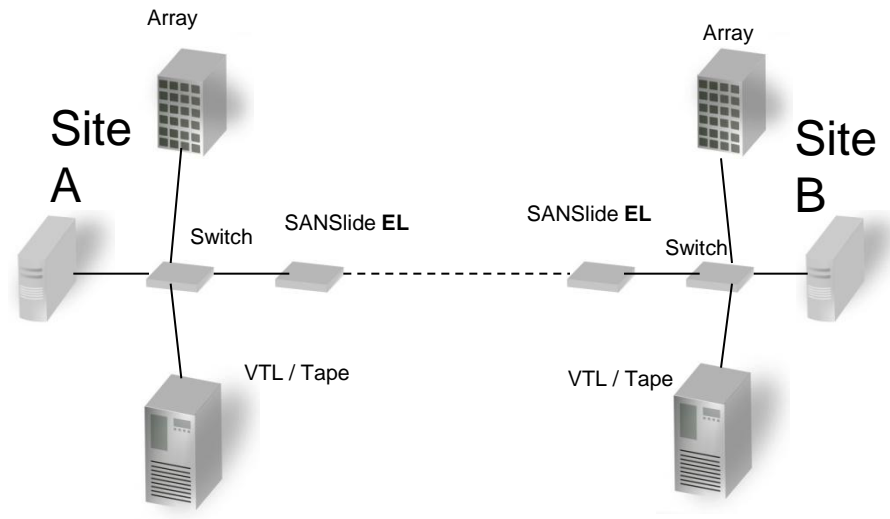 Array
Array
Site
A
Site
B
SANSlide EL
SANSlide EL
Switch
Switch
VTL / Tape
VTL / Tape